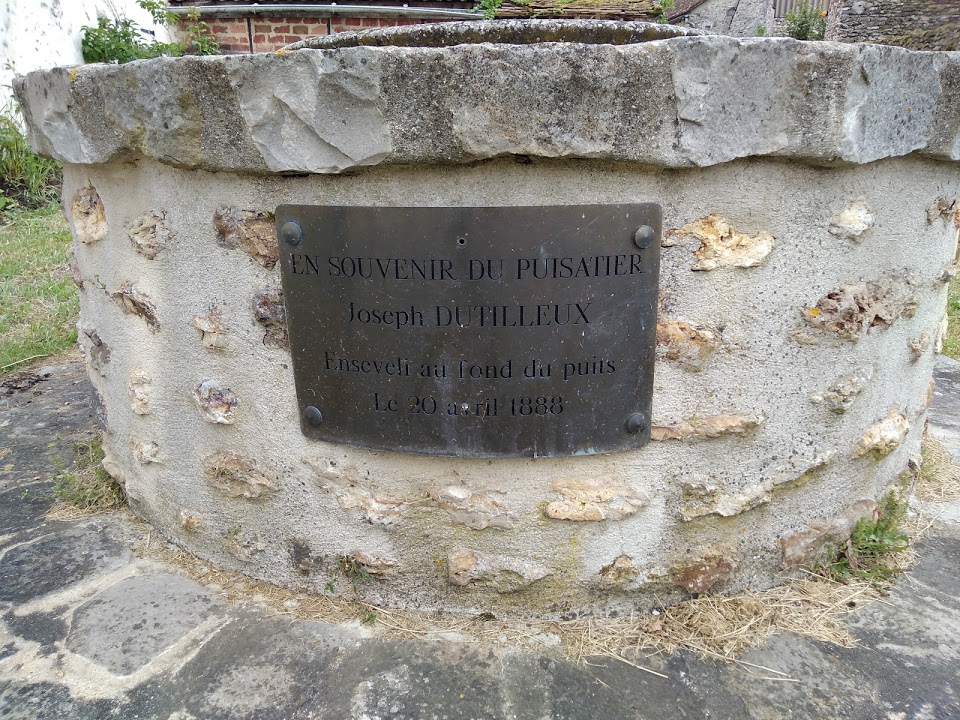 EN SOUVENIR DU PUISATIER
Joseph DUTILLEUX
Enseveli au fond du puits
Le 20 avril 1888